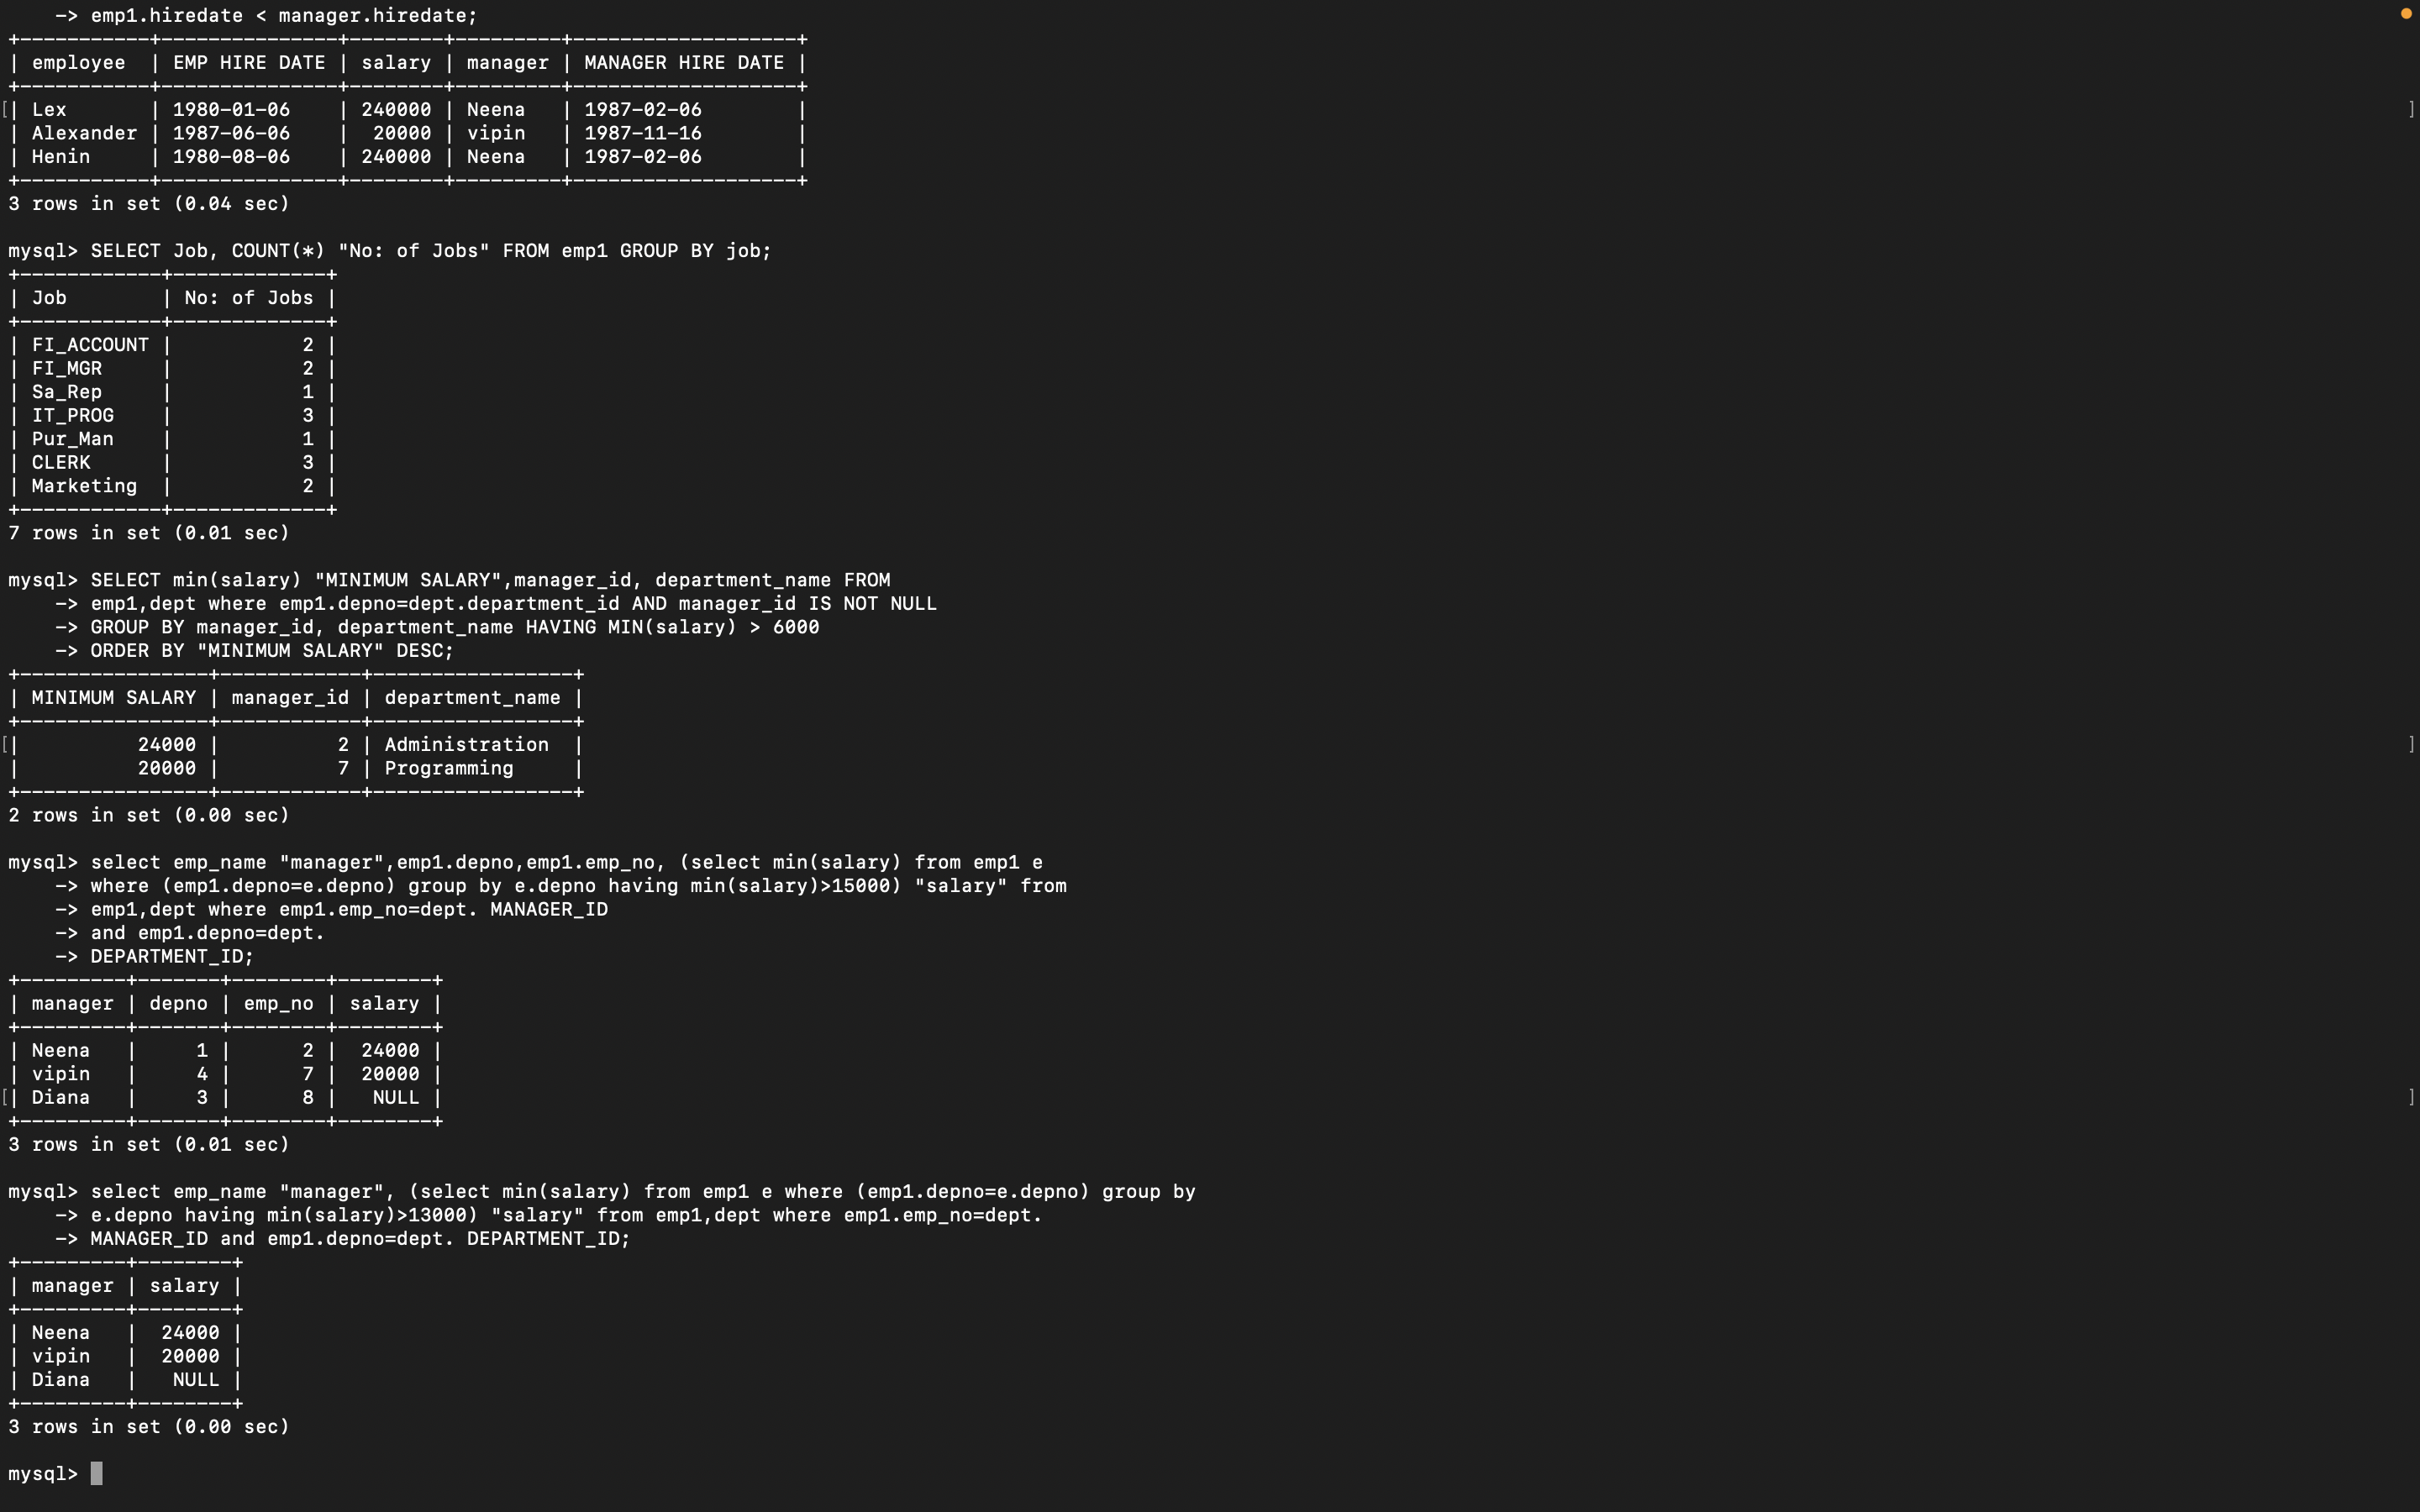 -> emp1.hiredate < manager.hiredate;
+-----------+---------------+--------+---------+-------------------+
| employee  | EMP HIRE DATE | salary | manager | MANAGER HIRE DATE |
+-----------+---------------+--------+---------+-------------------+
[| Lex       | 1980-01-06    | 240000 | Neena   | 1987-02-06        | ]
| Alexander | 1987-06-06    |  20000 | vipin   | 1987-11-16        |
| Henin     | 1980-08-06    | 240000 | Neena   | 1987-02-06        |
+-----------+---------------+--------+---------+-------------------+
3 rows in set (0.04 sec)

mysql> SELECT Job, COUNT(*) "No: of Jobs" FROM emp1 GROUP BY job;
+------------+-------------+
| Job        | No: of Jobs |
+------------+-------------+
| FI_ACCOUNT |           2 |
| FI_MGR     |           2 |
| Sa_Rep     |           1 |
| IT_PROG    |           3 |
| Pur_Man    |           1 |
| CLERK      |           3 |
| Marketing  |           2 |
+------------+-------------+
7 rows in set (0.01 sec)

mysql> SELECT min(salary) "MINIMUM SALARY",manager_id, department_name FROM
    -> emp1,dept where emp1.depno=dept.department_id AND manager_id IS NOT NULL
    -> GROUP BY manager_id, department_name HAVING MIN(salary) > 6000
    -> ORDER BY "MINIMUM SALARY" DESC;
+----------------+------------+-----------------+
| MINIMUM SALARY | manager_id | department_name |
+----------------+------------+-----------------+
[|          24000 |          2 | Administration  | ]
|          20000 |          7 | Programming     |
+----------------+------------+-----------------+
2 rows in set (0.00 sec)

mysql> select emp_name "manager",emp1.depno,emp1.emp_no, (select min(salary) from emp1 e
    -> where (emp1.depno=e.depno) group by e.depno having min(salary)>15000) "salary" from
    -> emp1,dept where emp1.emp_no=dept. MANAGER_ID
    -> and emp1.depno=dept.
    -> DEPARTMENT_ID;
+---------+-------+--------+--------+
| manager | depno | emp_no | salary |
+---------+-------+--------+--------+
| Neena   |     1 |      2 |  24000 |
| vipin   |     4 |      7 |  20000 |
[| Diana   |     3 |      8 |   NULL | ]
+---------+-------+--------+--------+
3 rows in set (0.01 sec)

mysql> select emp_name "manager", (select min(salary) from emp1 e where (emp1.depno=e.depno) group by
    -> e.depno having min(salary)>13000) "salary" from emp1,dept where emp1.emp_no=dept.
    -> MANAGER_ID and emp1.depno=dept. DEPARTMENT_ID;
+---------+--------+
| manager | salary |
+---------+--------+
| Neena   |  24000 |
| vipin   |  20000 |
| Diana   |   NULL |
+---------+--------+
3 rows in set (0.00 sec)

mysql>